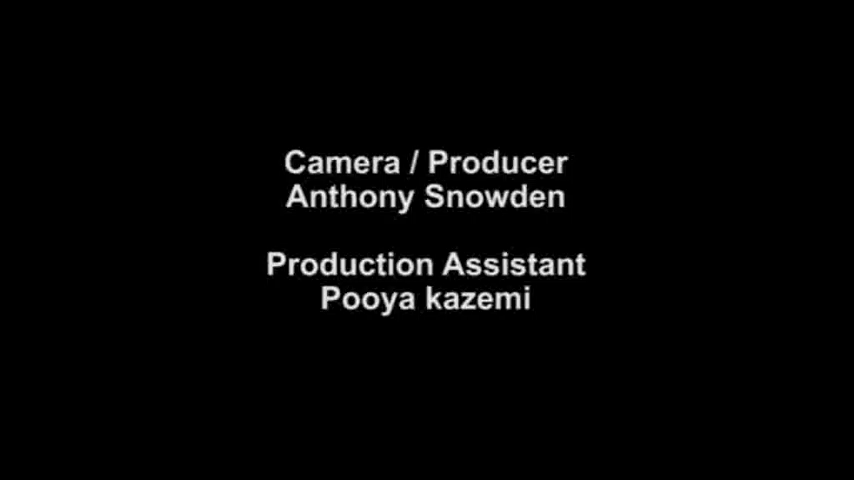 Camera / Producer
Anthony Snowden
Production Assistant
Pooya kazemi